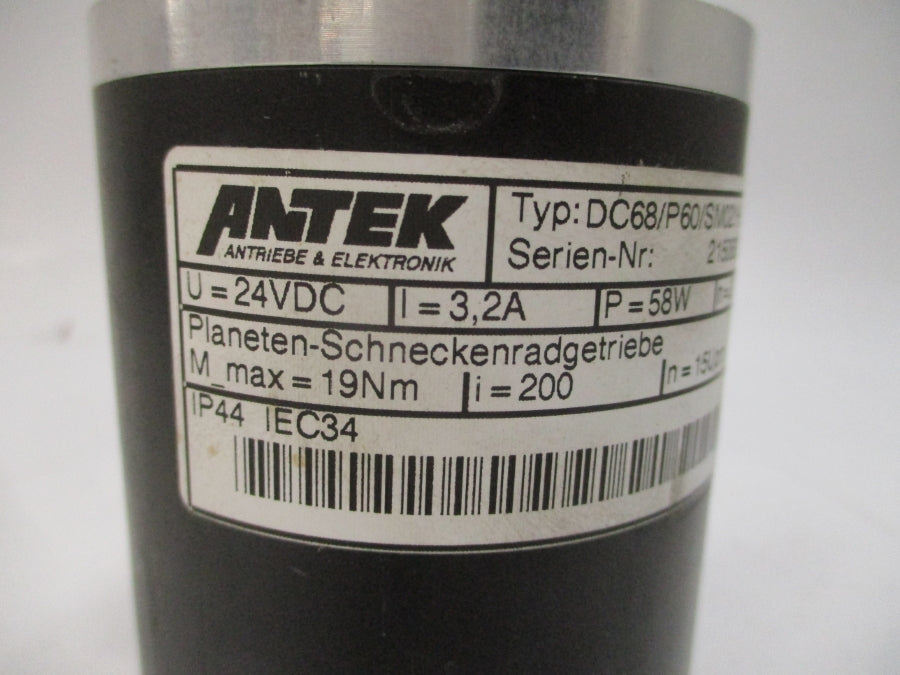 ANTEK
ANTRIEBE & ELEKTRONIK
Typ: DC68/P60/SM02
Serien-Nr:
U = 24VDC I = 3,2A P = 58W
Planeten-Schneckenradgetriebe
M_max = 19Nm i = 200
IP44 IEC34